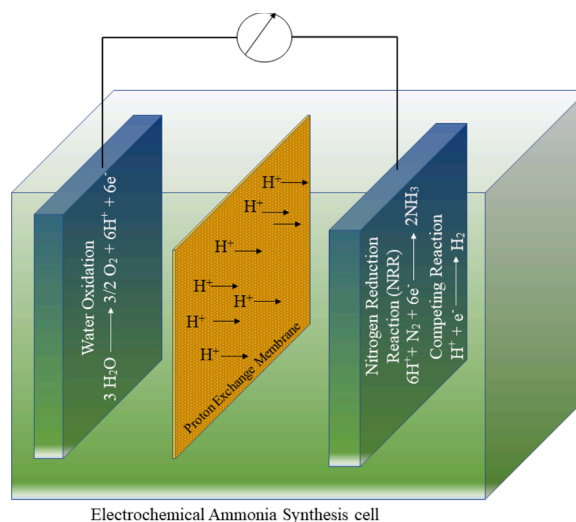 Water Oxidation
3 H₂O ⟶ 3/2 O₂ + 6H⁺ + 6e⁻
H⁺
H⁺
H⁺
H⁺
H⁺
H⁺
H⁺
Proton Exchange Membrane
Nitrogen Reduction
Reaction (NRR)
6H⁺+ N₂ + 6e⁻ ⟶ 2NH₃
Competing Reaction
H⁺ + e⁻ ⟶ H₂
Electrochemical Ammonia Synthesis cell